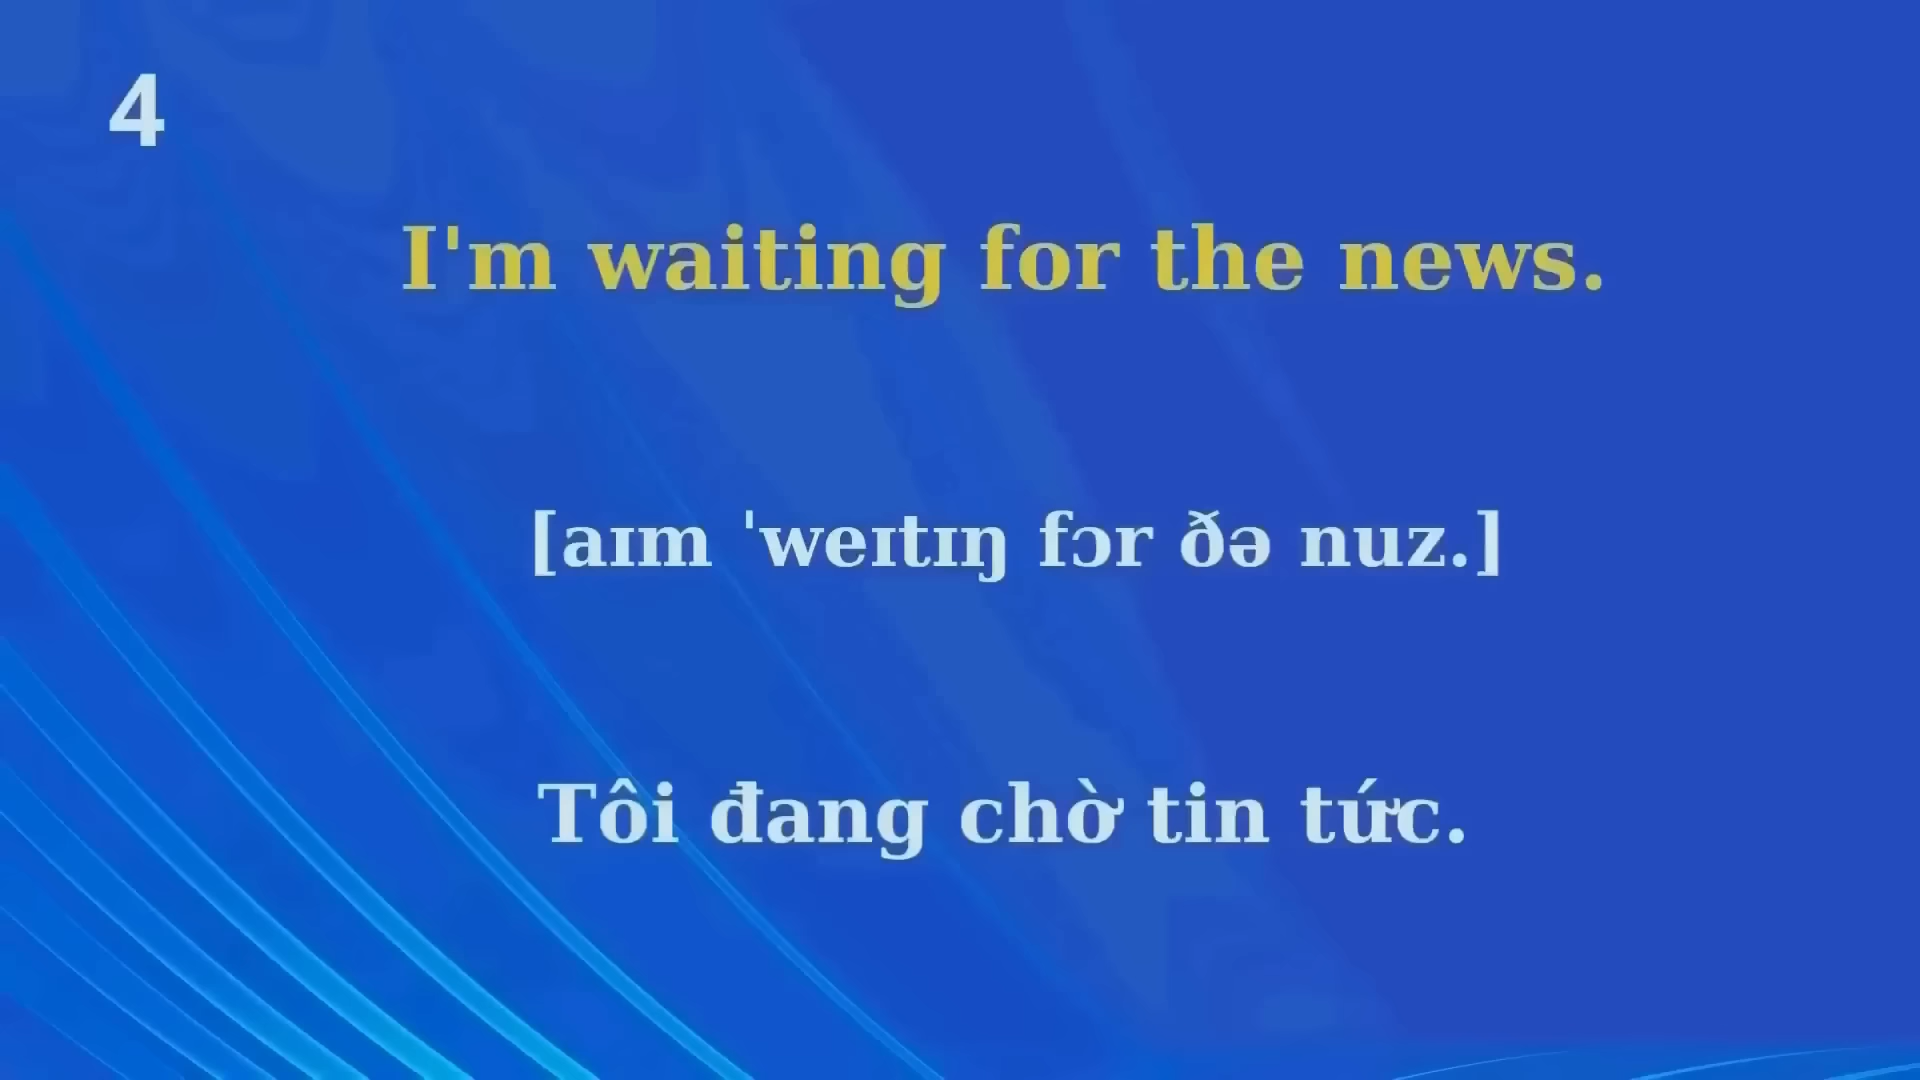 4
I'm waiting for the news.
[aɪm ˈweɪtɪŋ fɔr ðə nuz.]
Tôi đang chờ tin tức.